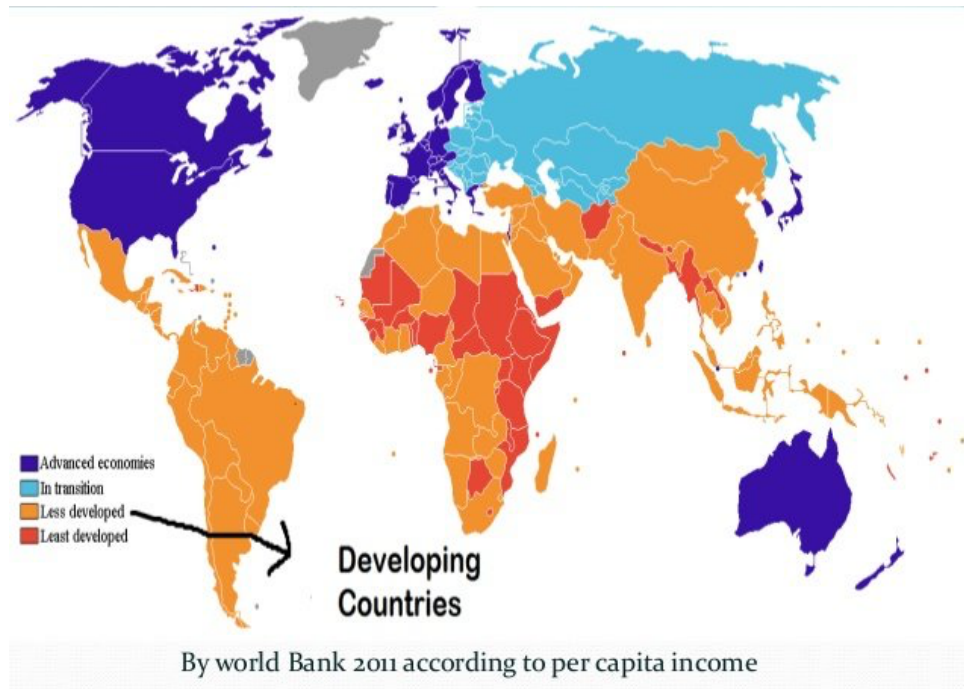 Advanced economies
In transition
Less developed
Least developed
Developing
Countries
By world Bank 2011 according to per capita income